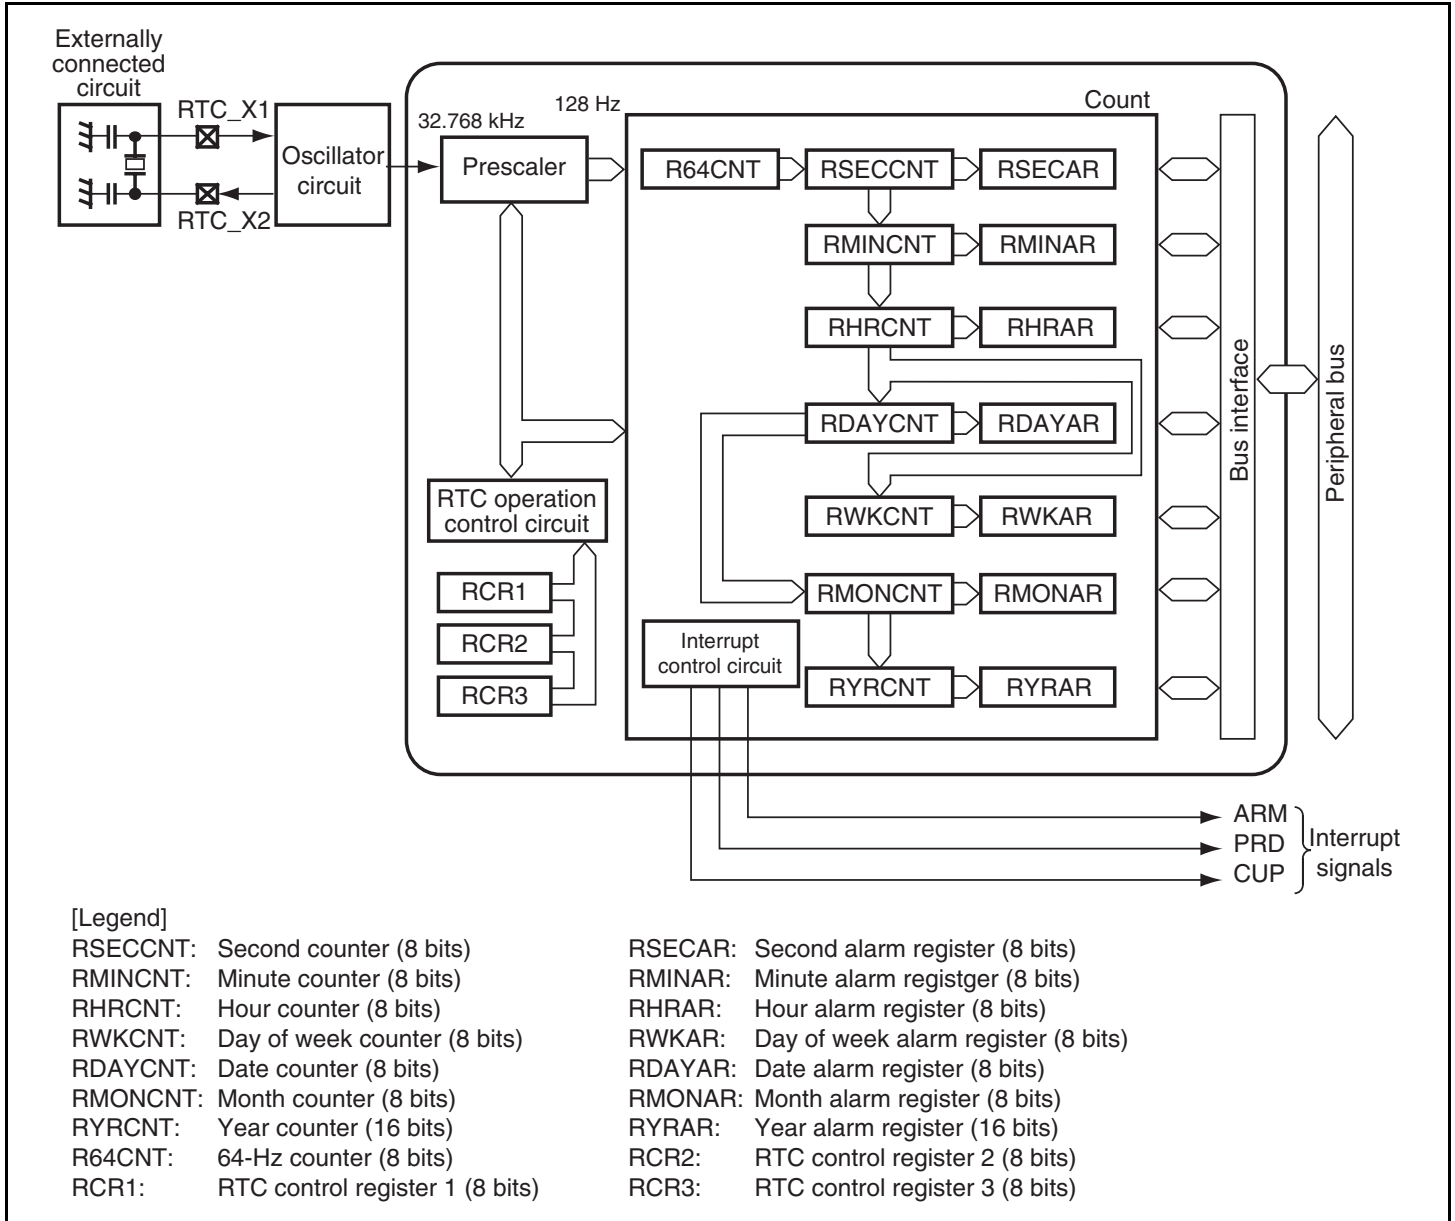 Externally
connected
circuit
RTC_X1
RTC_X2
Oscillator
circuit
32.768 kHz
128 Hz
Count
Prescaler
R64CNT
RSECCNT
RSECAR
RMINCNT
RMINAR
RHRCNT
RHRAR
RDAYCNT
RDAYAR
RWKCNT
RWKAR
RMONCNT
RMONAR
RYRCNT
RYRAR
RTC operation
control circuit
RCR1
RCR2
RCR3
Interrupt
control circuit
Bus interface
Peripheral bus
ARM
PRD
CUP
Interrupt
signals
[Legend]
RSECCNT: Second counter (8 bits)
RMINCNT: Minute counter (8 bits)
RHRCNT: Hour counter (8 bits)
RWKCNT: Day of week counter (8 bits)
RDAYCNT: Date counter (8 bits)
RMONCNT: Month counter (8 bits)
RYRCNT: Year counter (16 bits)
R64CNT: 64-Hz counter (8 bits)
RCR1: RTC control register 1 (8 bits)
RSECAR: Second alarm register (8 bits)
RMINAR: Minute alarm registger (8 bits)
RHRAR: Hour alarm register (8 bits)
RWKAR: Day of week alarm register (8 bits)
RDAYAR: Date alarm register (8 bits)
RMONAR: Month alarm register (8 bits)
RYRAR: Year alarm register (16 bits)
RCR2: RTC control register 2 (8 bits)
RCR3: RTC control register 3 (8 bits)